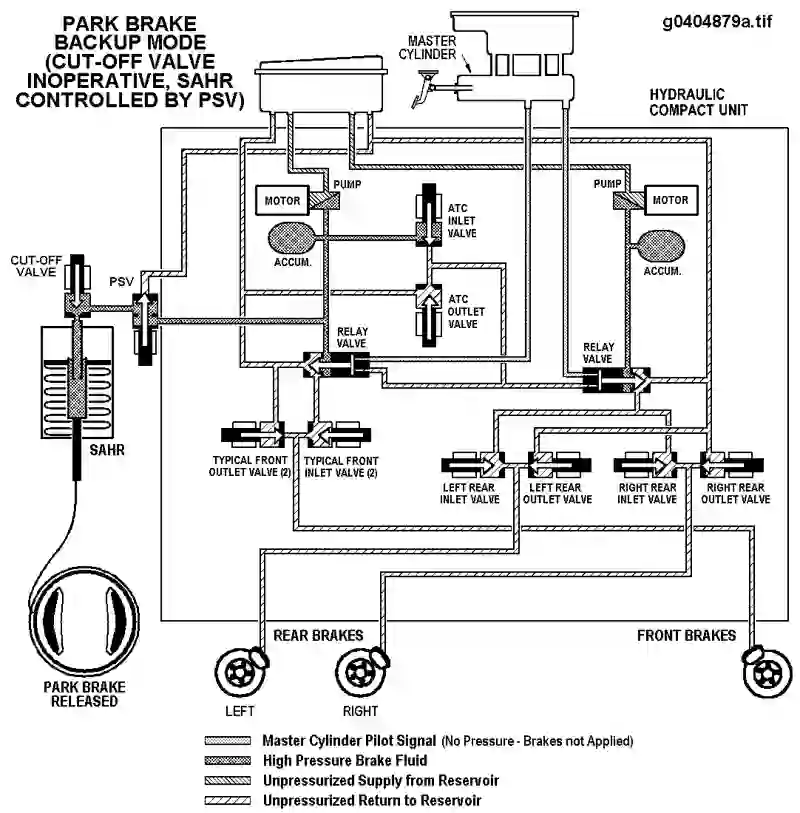 PARK BRAKE
BACKUP MODE
(CUT-OFF VALVE
INOPERATIVE, SAHR
CONTROLLED BY PSV)
g0404879a.tif
MASTER
CYLINDER
HYDRAULIC
COMPACT UNIT
MOTOR
PUMP
ATC
INLET
VALVE
PUMP
MOTOR
ACCUM.
ACCUM.
CUT-OFF
VALVE
PSV
ATC
OUTLET
VALVE
RELAY
VALVE
RELAY
VALVE
SAHR
TYPICAL FRONT
OUTLET VALVE (2)
TYPICAL FRONT
INLET VALVE (2)
LEFT REAR
INLET VALVE
LEFT REAR
OUTLET VALVE
RIGHT REAR
INLET VALVE
RIGHT REAR
OUTLET VALVE
REAR BRAKES
FRONT BRAKES
PARK BRAKE
RELEASED
LEFT
RIGHT
Master Cylinder Pilot Signal (No Pressure - Brakes not Applied)
High Pressure Brake Fluid
Unpressurized Supply from Reservoir
Unpressurized Return to Reservoir